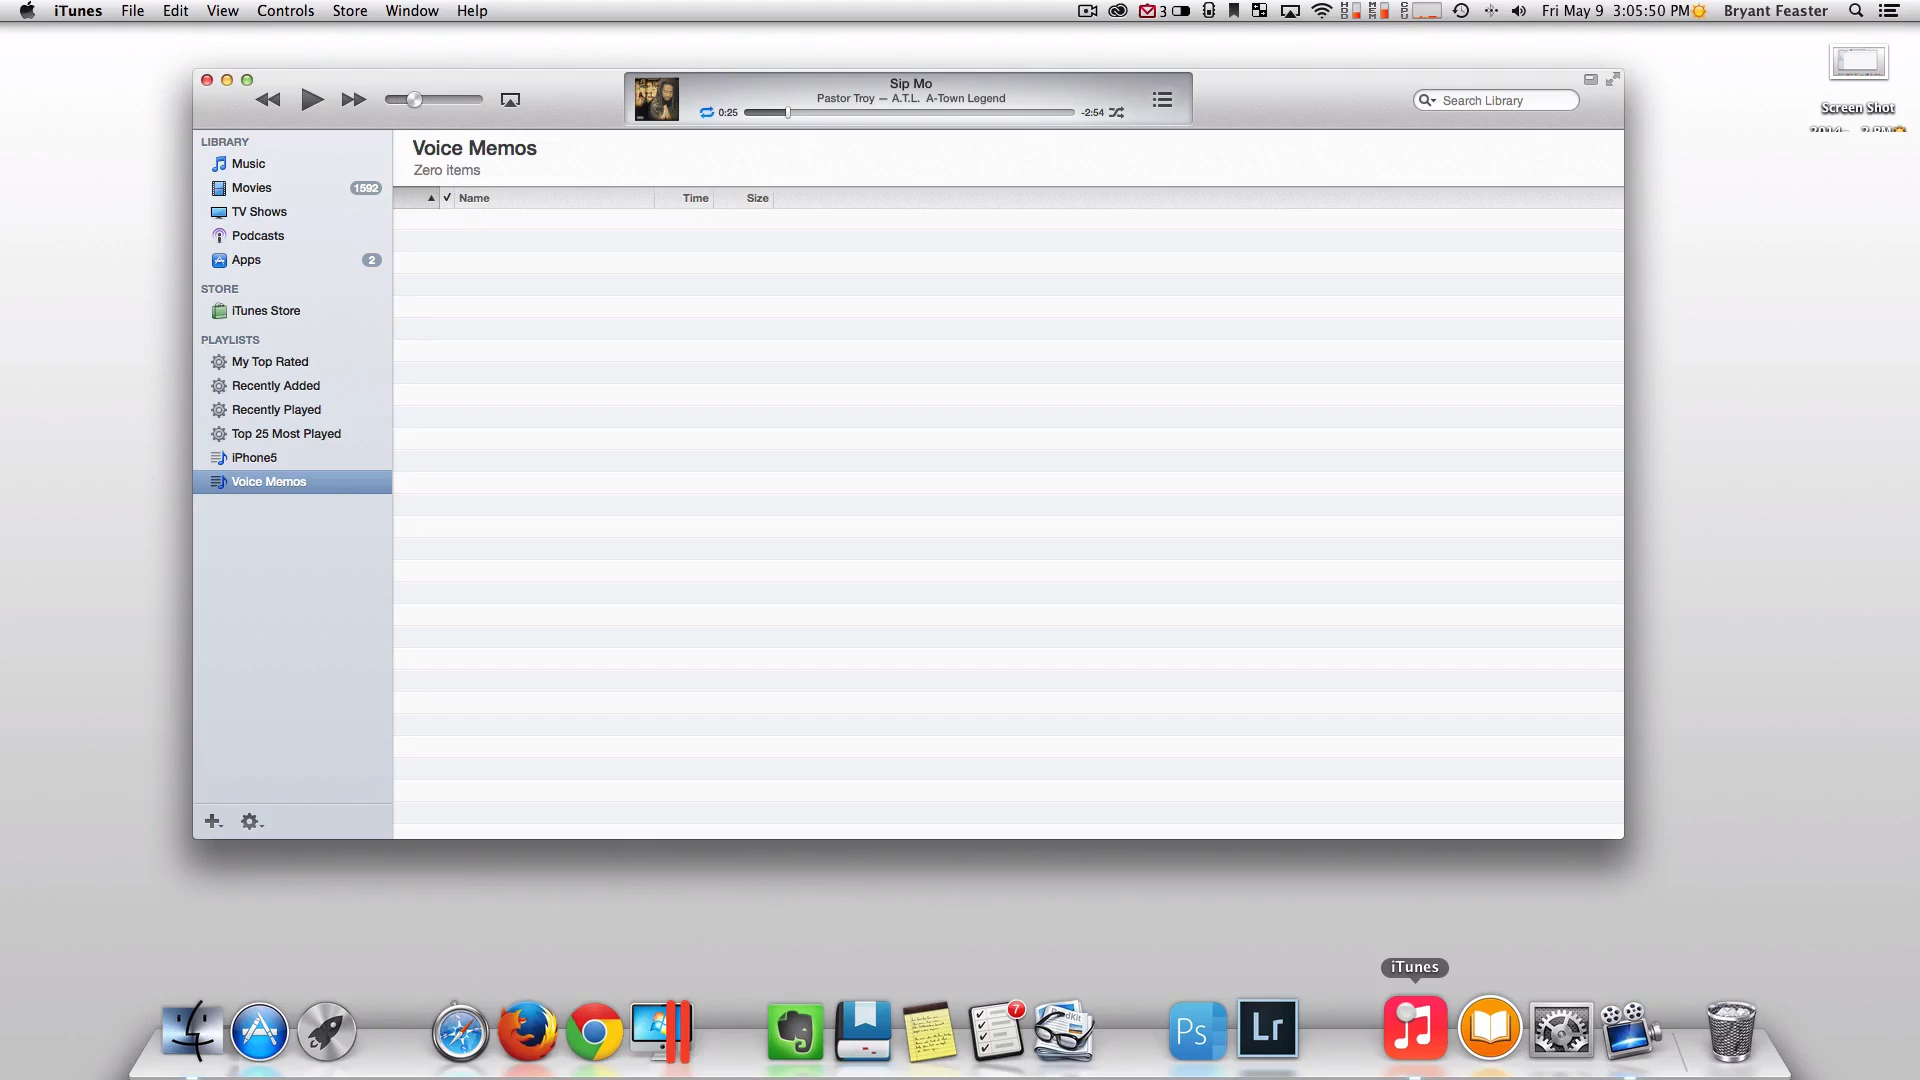 iTunes File Edit View Controls Store Window Help
3
Fri May 9 3:05:50 PM
Bryant Feaster
Screen Shot
Sip Mo
Pastor Troy — A.T.L. A-Town Legend
0:25
-2:54
Search Library
LIBRARY
Music
Movies 1592
TV Shows
Podcasts
Apps 2
STORE
iTunes Store
PLAYLISTS
My Top Rated
Recently Added
Recently Played
Top 25 Most Played
iPhone5
Voice Memos
Voice Memos
Zero items
Name Time Size
iTunes
7
Ps
Lr